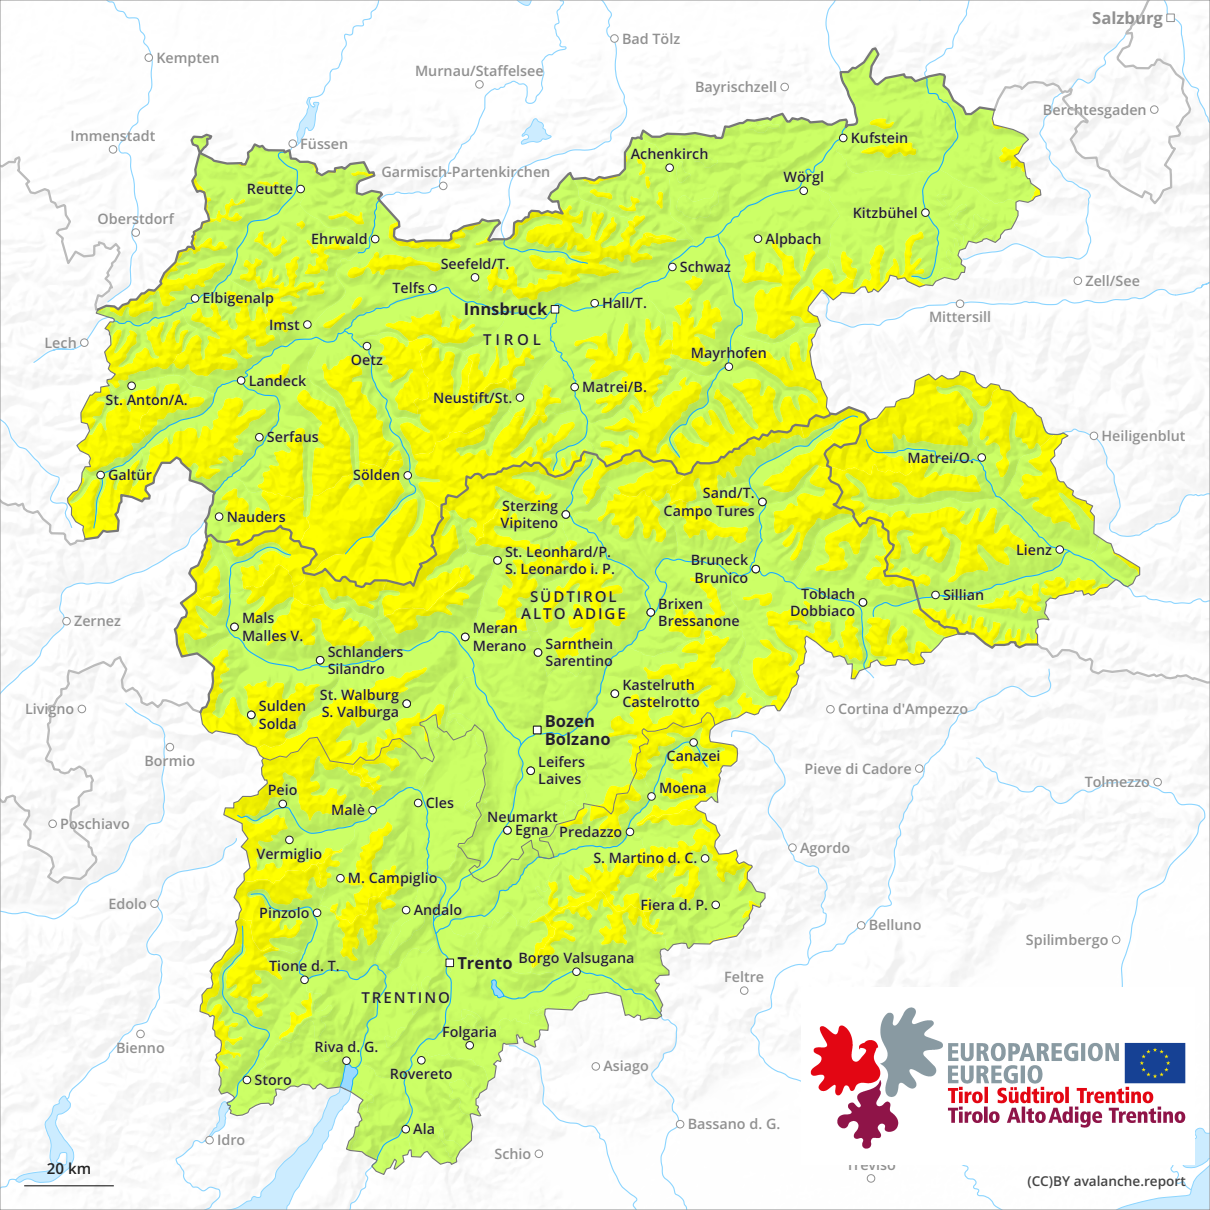 Salzburg
Bad Tölz
Kempten
Murnau/Staffelsee
Bayrischzell
Berchtesgaden
Immenstadt
Füssen
Kufstein
Achenkirch
Garmisch-Partenkirchen
Wörgl
Reutte
Oberstdorf
Kitzbühel
Ehrwald
Alpbach
Seefeld/T.
Schwaz
Zell/See
Telfs
Elbigenalp
Hall/T.
Innsbruck
Mittersill
Imst
TIROL
Lech
Oetz
Mayrhofen
Landeck
St. Anton/A.
Matrei/B.
Neustift/St.
Serfaus
Heiligenblut
Matrei/O.
Galtür
Sölden
Sand/T.
Campo Tures
Sterzing
Vipiteno
Nauders
Lienz
St. Leonhard/P.
S. Leonardo i. P.
Bruneck
Brunico
SÜDTIROL
ALTO ADIGE
Toblach
Dobbiaco
Sillian
Brixen
Bressanone
Zernez
Mals
Malles V.
Meran
Merano
Sarnthein
Sarentino
Schlanders
Silandro
Kastelruth
Castelrotto
St. Walburg
S. Valburga
Sulden
Solda
Livigno
Cortina d'Ampezzo
Bozen
Bolzano
Bormio
Canazei
Leifers
Laives
Pieve di Cadore
Tolmezzo
Peio
Moena
Malè
Cles
Neumarkt
Egna
Poschiavo
Predazzo
Vermiglio
Agordo
S. Martino d. C.
M. Campiglio
Edolo
Pinzolo
Andalo
Fiera d. P.
Belluno
Spilimbergo
Trento
Borgo Valsugana
Tione d. T.
Feltre
TRENTINO
Folgaria
Bienno
Riva d. G.
Asiago
Rovereto
Storo
EUROPAREGION
EUREGIO
Tirol Südtirol Trentino
Tirolo Alto Adige Trentino
Ala
Bassano d. G.
Idro
Schio
Treviso
20 km
(CC)BY avalanche.report